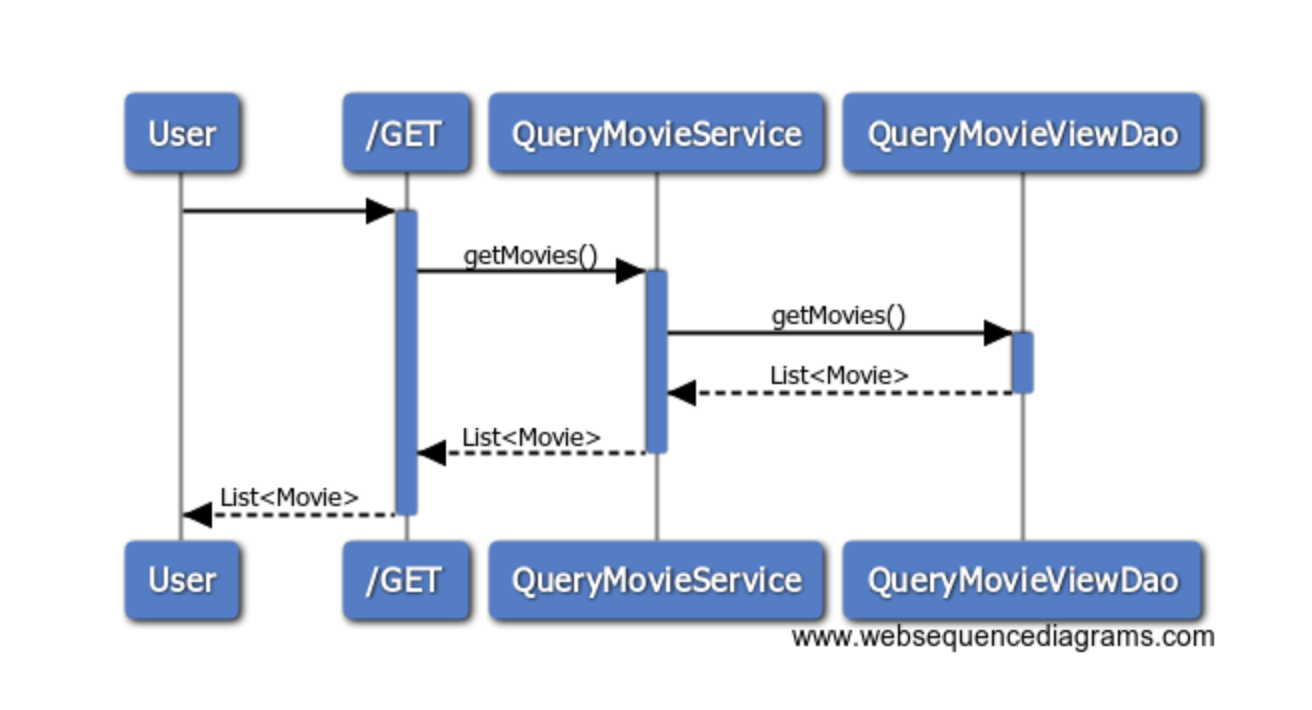 User
/GET
QueryMovieService
QueryMovieViewDao
getMovies()
getMovies()
List<Movie>
List<Movie>
List<Movie>
User
/GET
QueryMovieService
QueryMovieViewDao
www.websequencediagrams.com